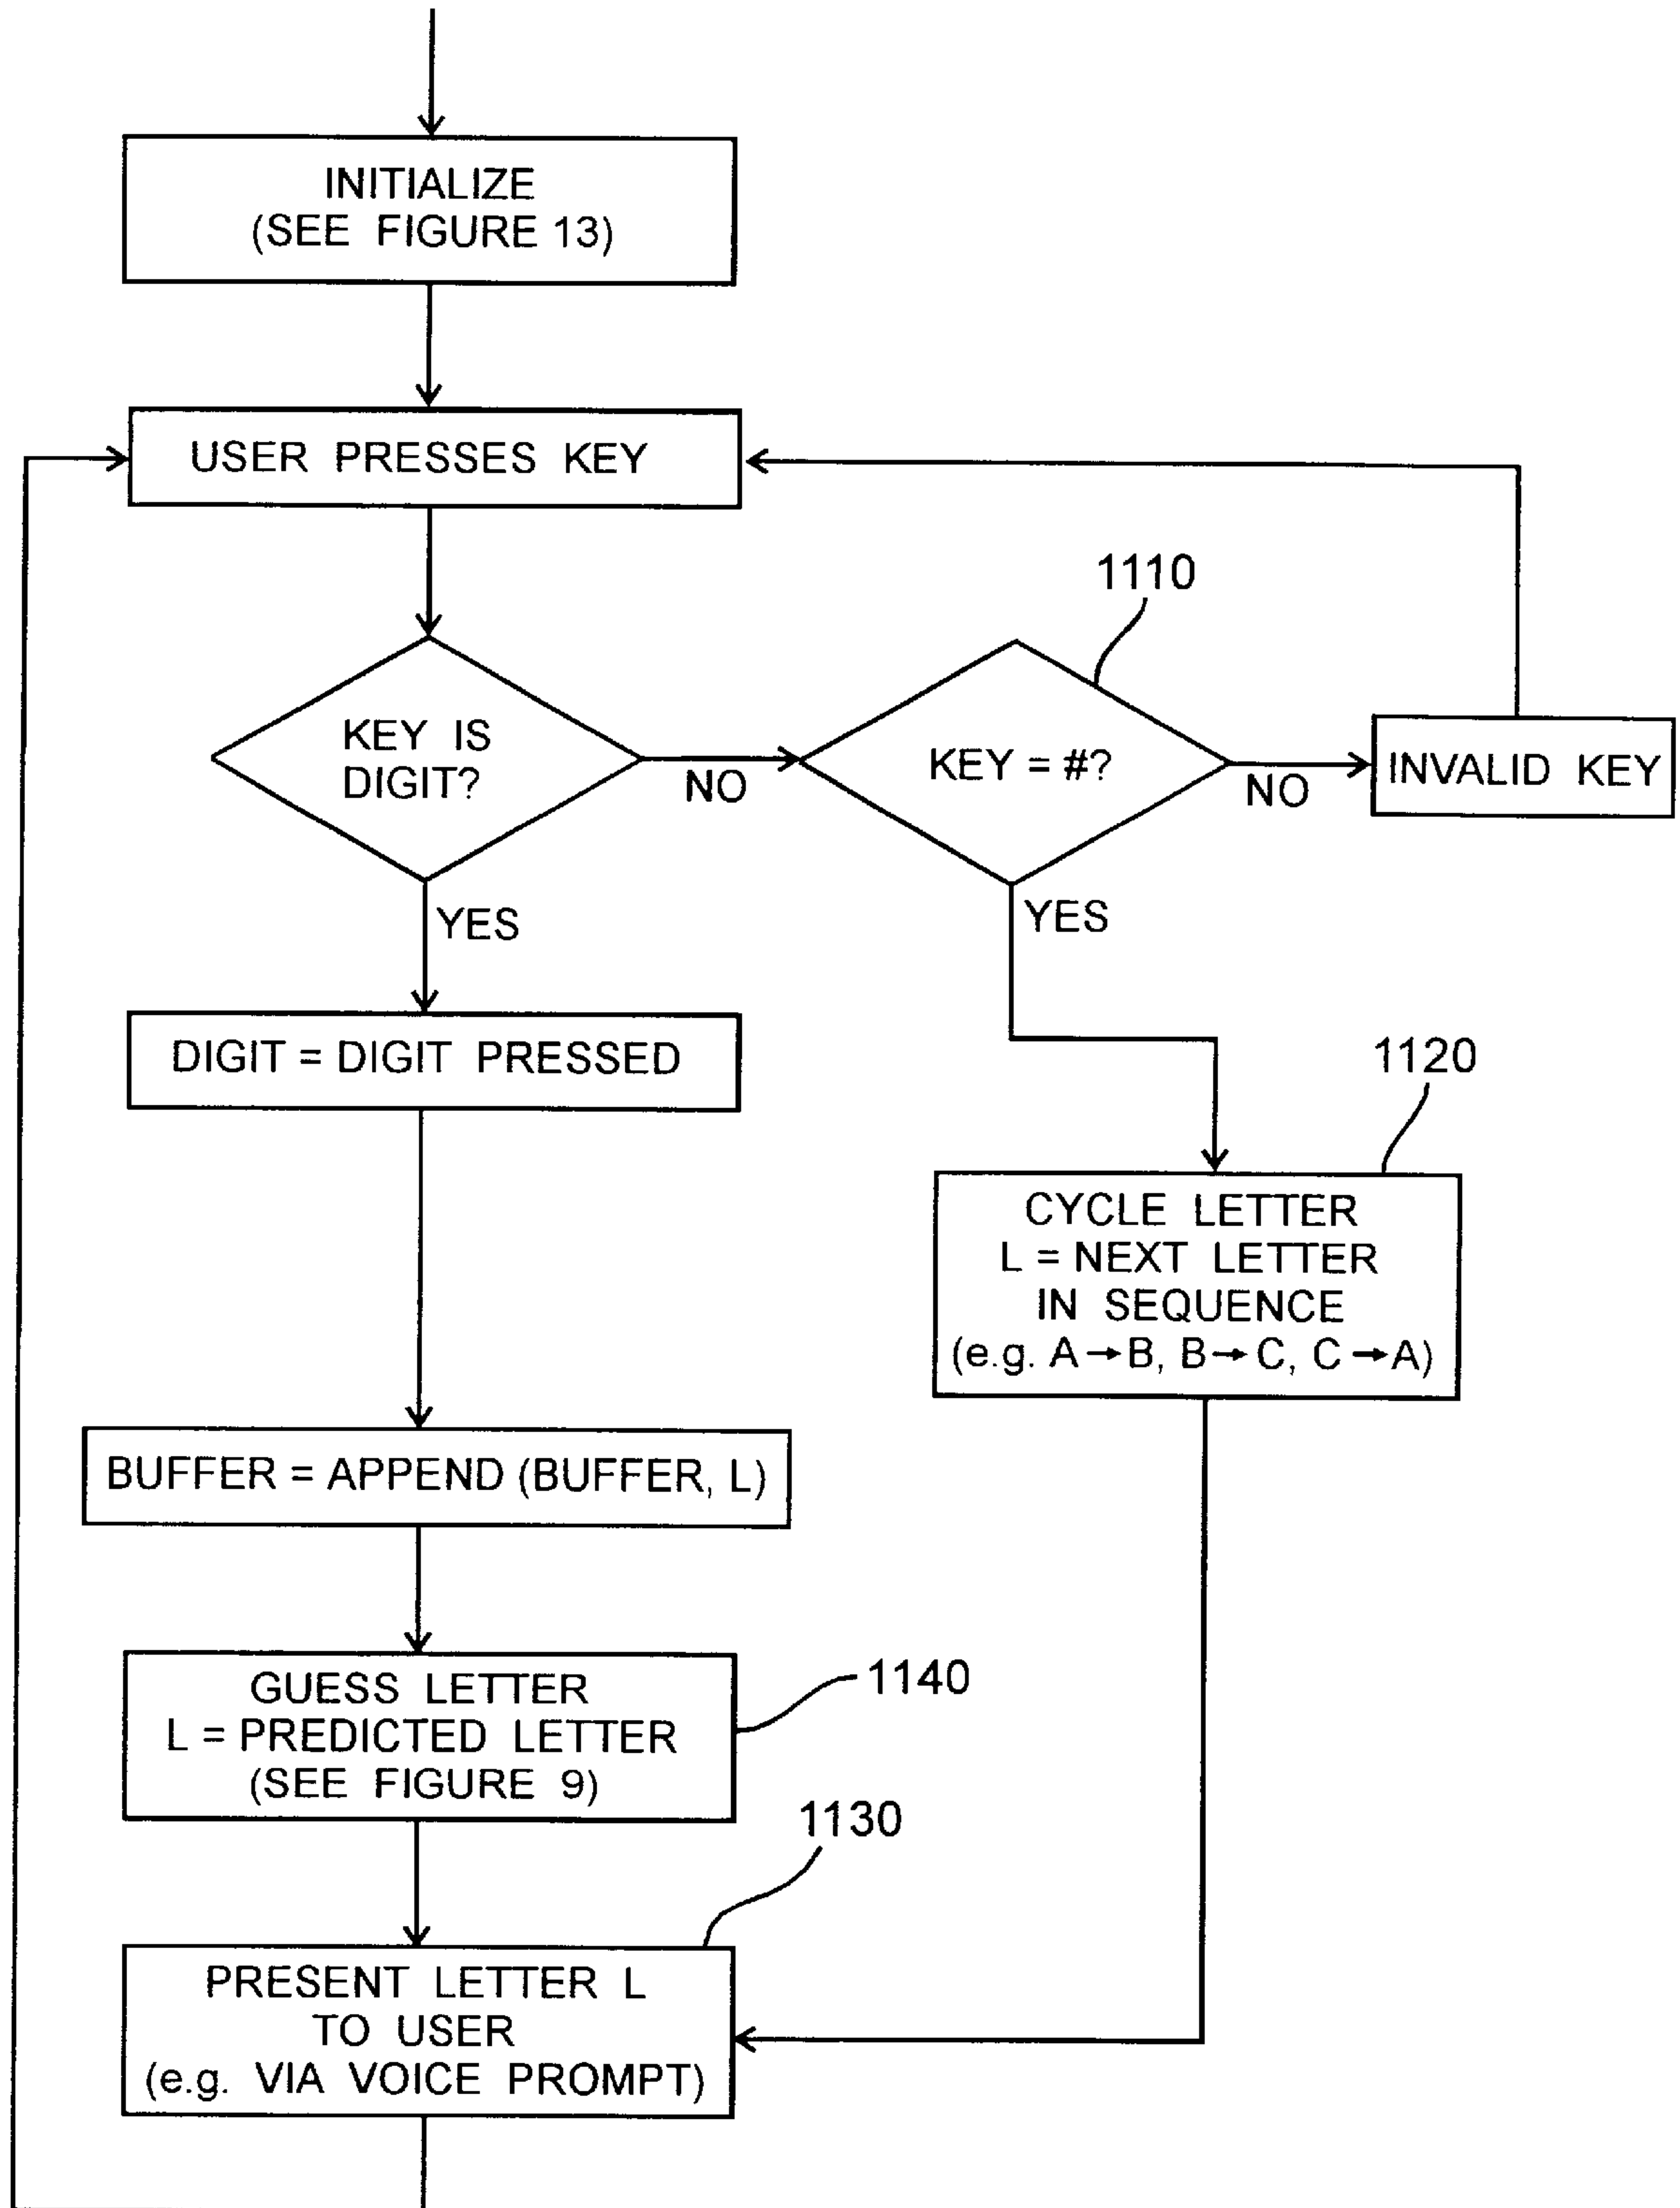 INITIALIZE
(SEE FIGURE 13)
USER PRESSES KEY
1110
KEY IS
DIGIT?
NO
KEY = #?
NO
INVALID KEY
YES
YES
DIGIT = DIGIT PRESSED
1120
CYCLE LETTER
L = NEXT LETTER
IN SEQUENCE
(e.g. A→B, B→C, C→A)
BUFFER = APPEND (BUFFER, L)
GUESS LETTER
L = PREDICTED LETTER
(SEE FIGURE 9)
1140
1130
PRESENT LETTER L
TO USER
(e.g. VIA VOICE PROMPT)